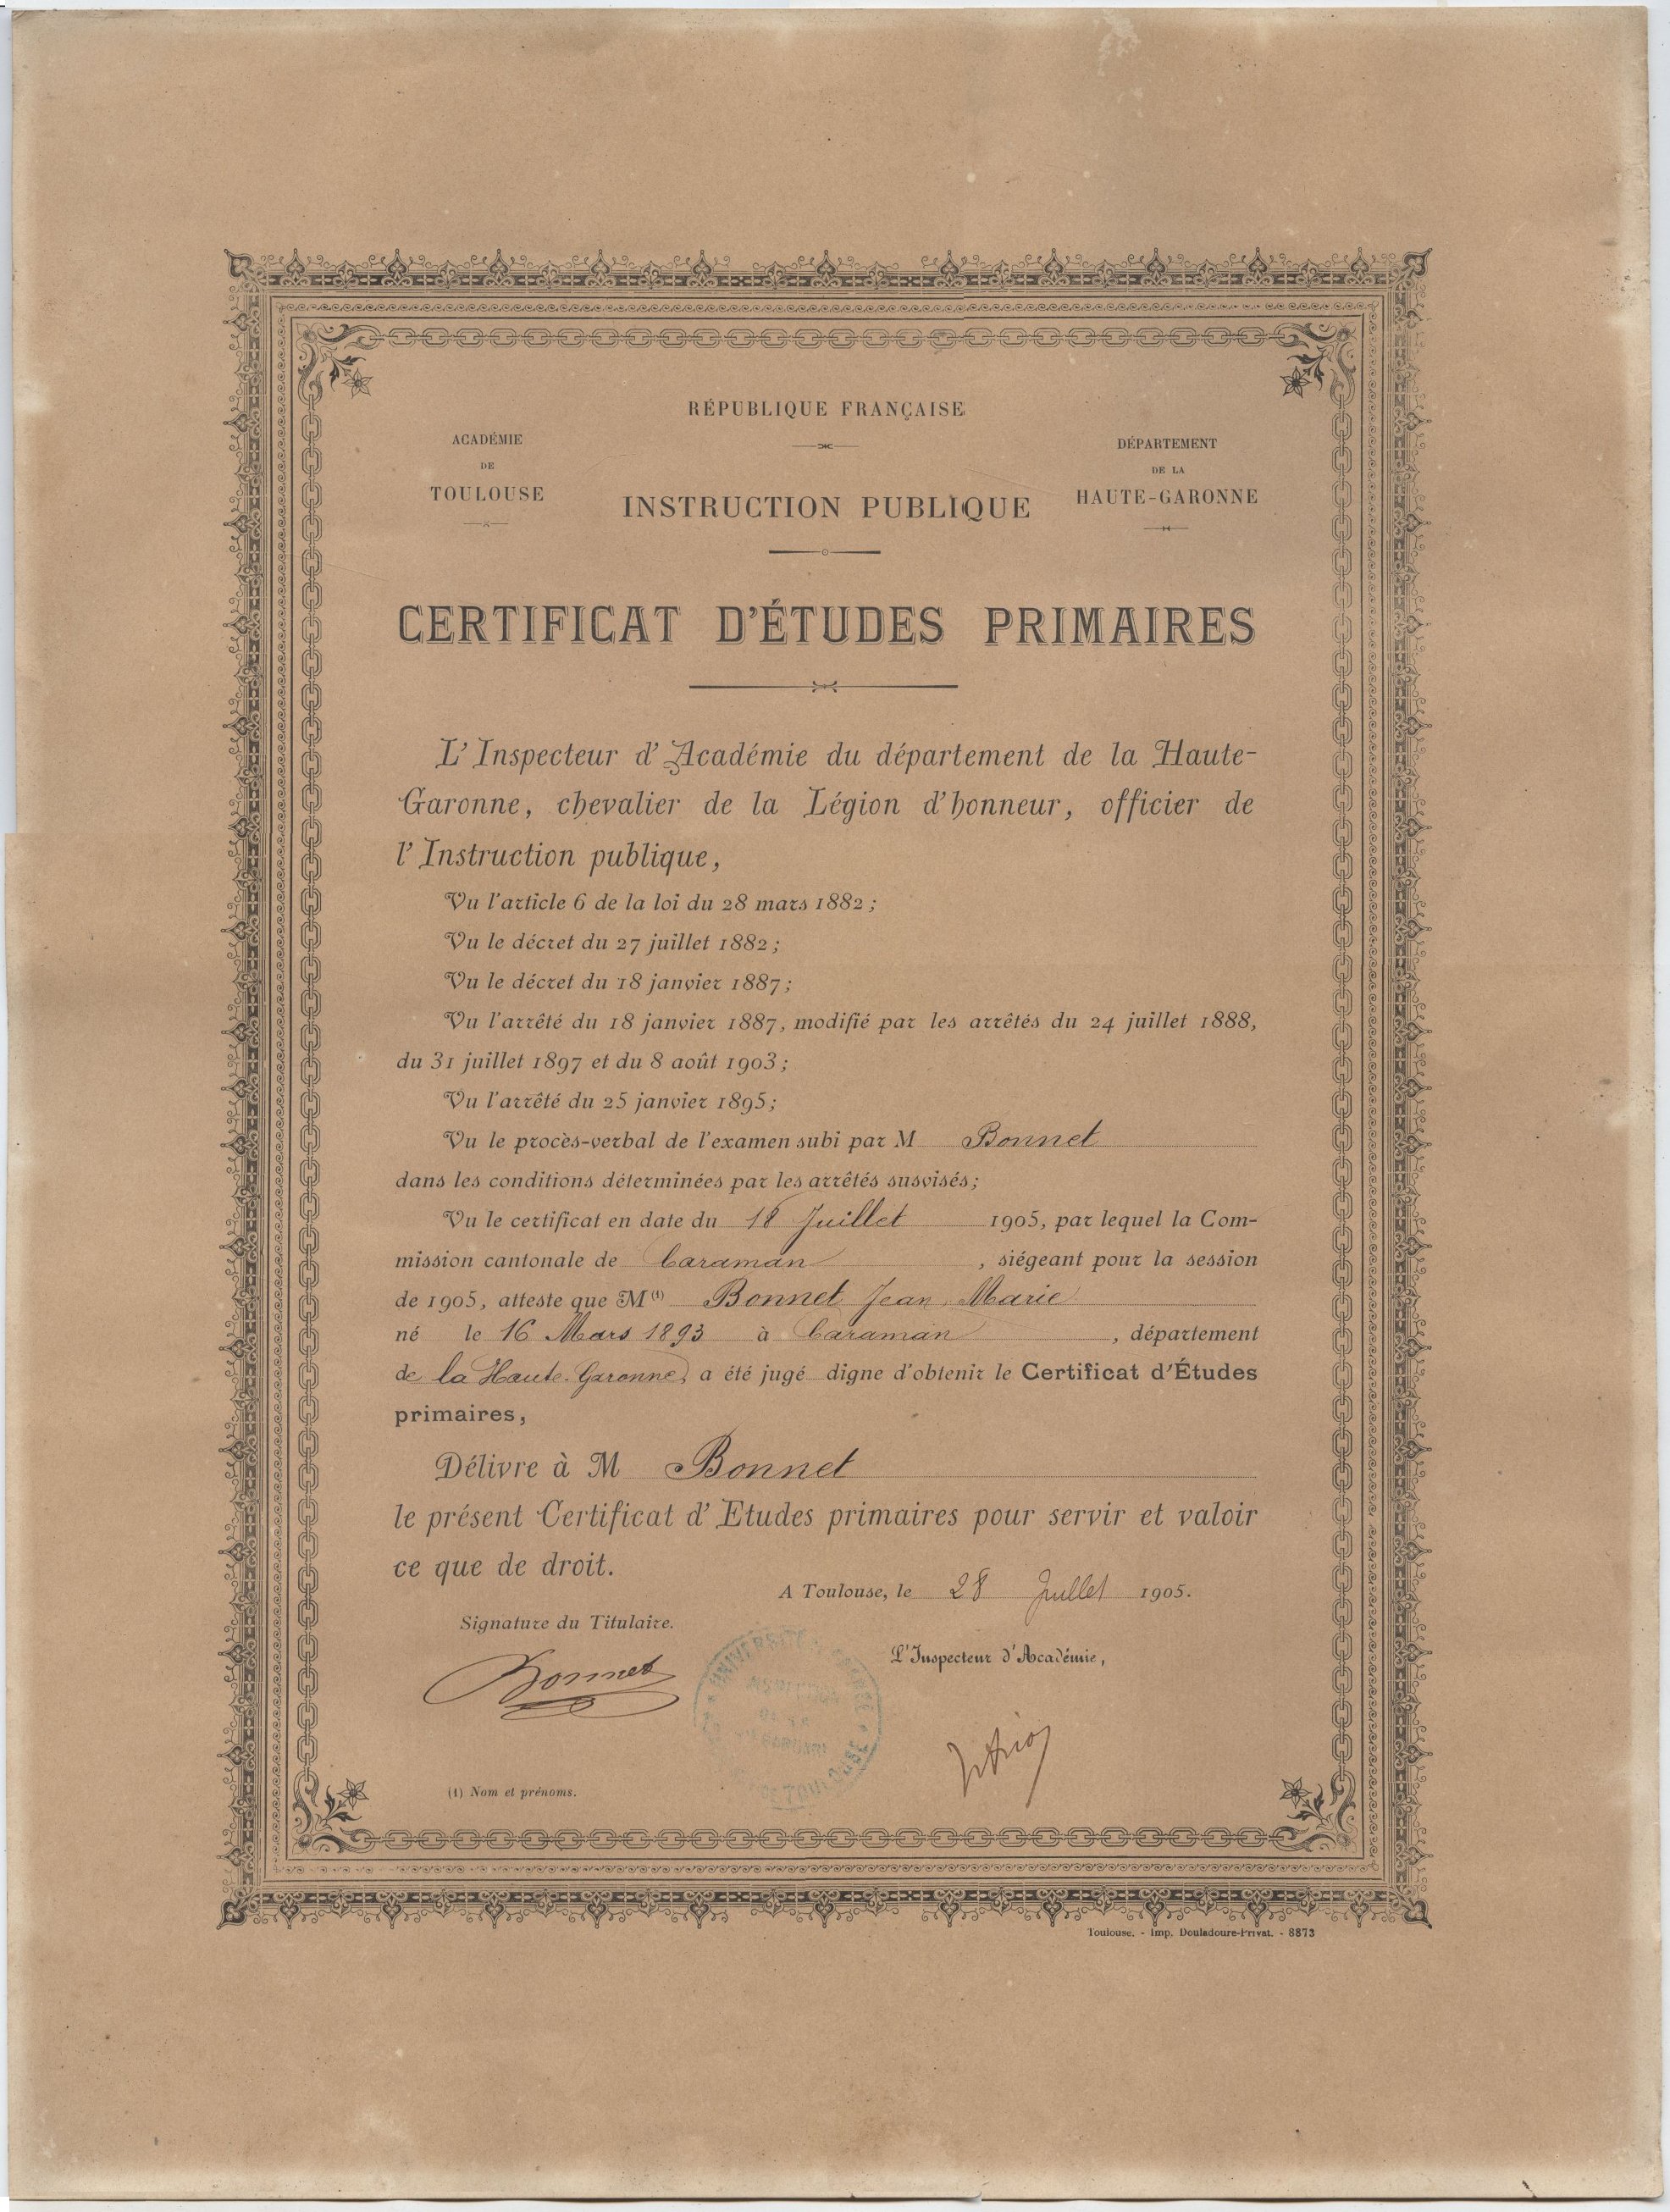 RÉPUBLIQUE FRANÇAISE
ACADÉMIE
DE
TOULOUSE
INSTRUCTION PUBLIQUE
DÉPARTEMENT
DE LA
HAUTE-GARONNE
CERTIFICAT D'ÉTUDES PRIMAIRES
L'Inspecteur d'Académie du département de la Haute-
Garonne, chevalier de la Légion d'honneur, officier de
l'Instruction publique,
Vu l'article 6 de la loi du 28 mars 1882;
Vu le décret du 27 juillet 1882;
Vu le décret du 18 janvier 1887;
Vu l'arrêté du 18 janvier 1887, modifié par les arrêtés du 24 juillet 1888,
du 31 juillet 1897 et du 8 août 1903;
Vu l'arrêté du 25 janvier 1895;
Vu le procès-verbal de l'examen subi par M Bonnet
dans les conditions déterminées par les arrêtés susvisés;
Vu le certificat en date du 18 Juillet 1905, par lequel la Com-
mission cantonale de Caraman, siégeant pour la session
de 1905, atteste que M(1) Bonnet Jean Marie
né le 16 Mars 1893 à Caraman, département
de la Haute-Garonne, a été jugé digne d'obtenir le Certificat d'Études
primaires,
Délivre à M Bonnet
le présent Certificat d'Etudes primaires pour servir et valoir
ce que de droit.
A Toulouse, le 28 Juillet 1905.
Signature du Titulaire.
L'Inspecteur d'Académie,
Bonnet
UNIVERSITÉ DE FRANCE
DE TOULOUSE
(1) Nom et prénoms.
Toulouse. - Imp. Douladoure-Privat. - 8873